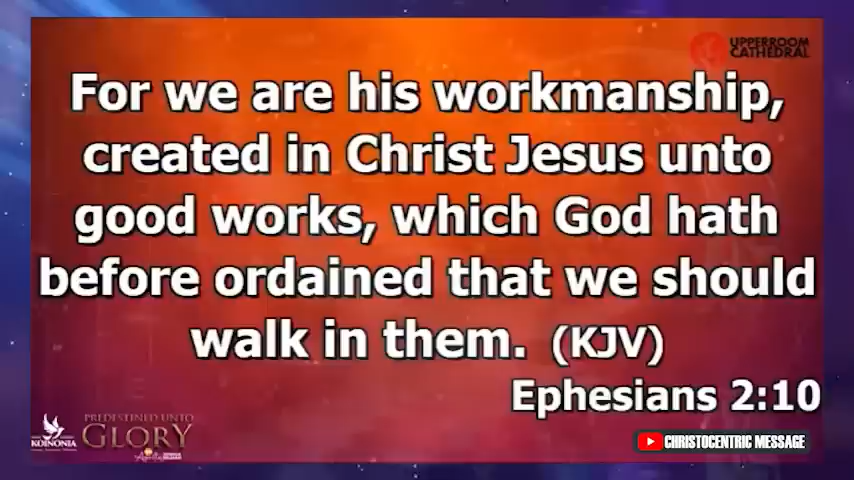 UPPERROOM
CATHEDRAL
For we are his workmanship,
created in Christ Jesus unto
good works, which God hath
before ordained that we should
walk in them. (KJV)
Ephesians 2:10
KOINONIA
PREDESTINED UNTO
GLORY
CHRISTOCENTRIC MESSAGE